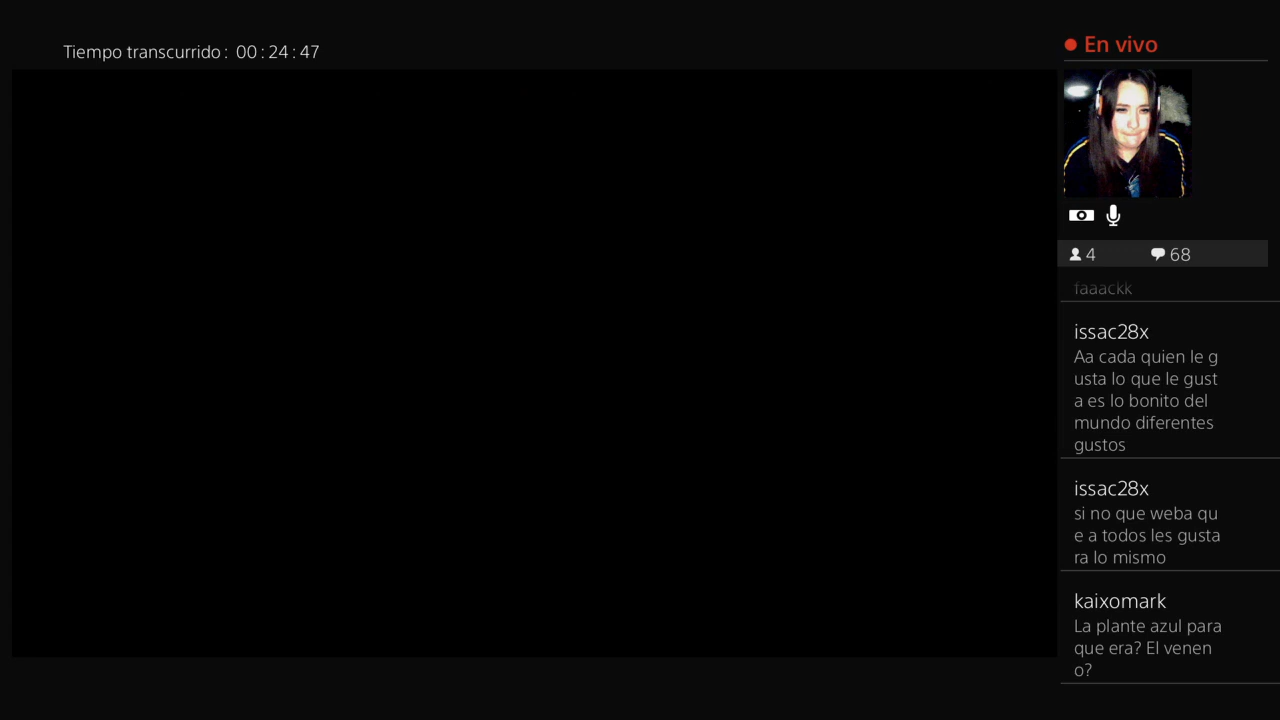 Tiempo transcurrido : 00 : 24 : 47
En vivo
4 68
faaackk
issac28x
Aa cada quien le g
usta lo que le gust
a es lo bonito del
mundo diferentes
gustos
issac28x
si no que weba qu
e a todos les gusta
ra lo mismo
kaixomark
La plante azul para
que era? El venen
o?